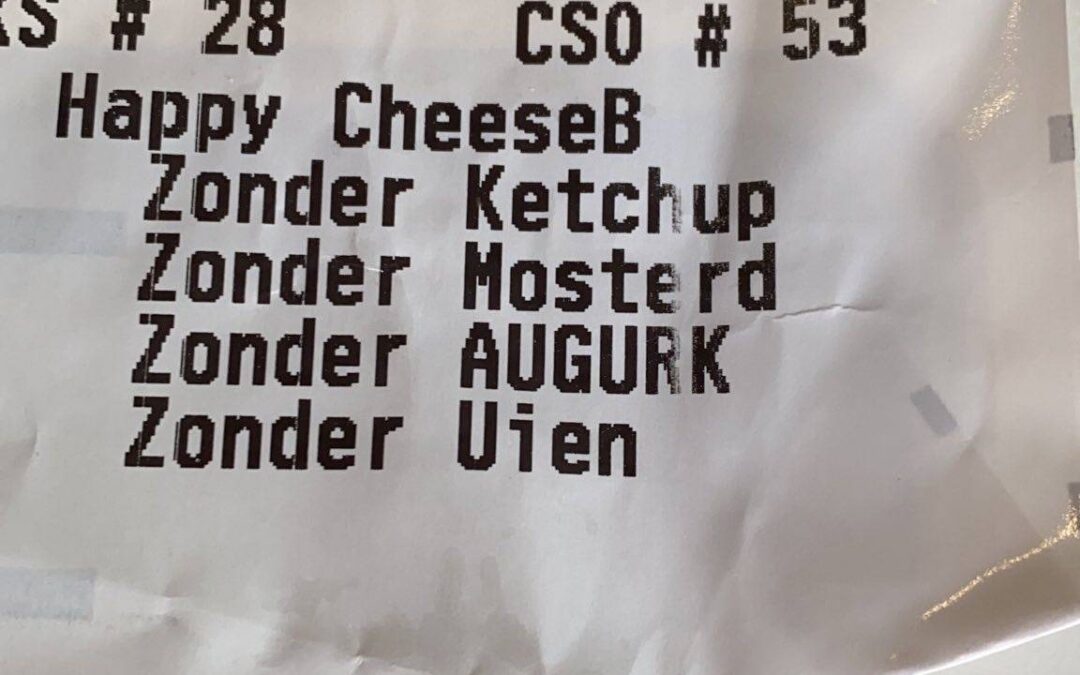 # 28 CSO # 53
Happy CheeseB
Zonder Ketchup
Zonder Mosterd
Zonder AUGURK
Zonder Uien